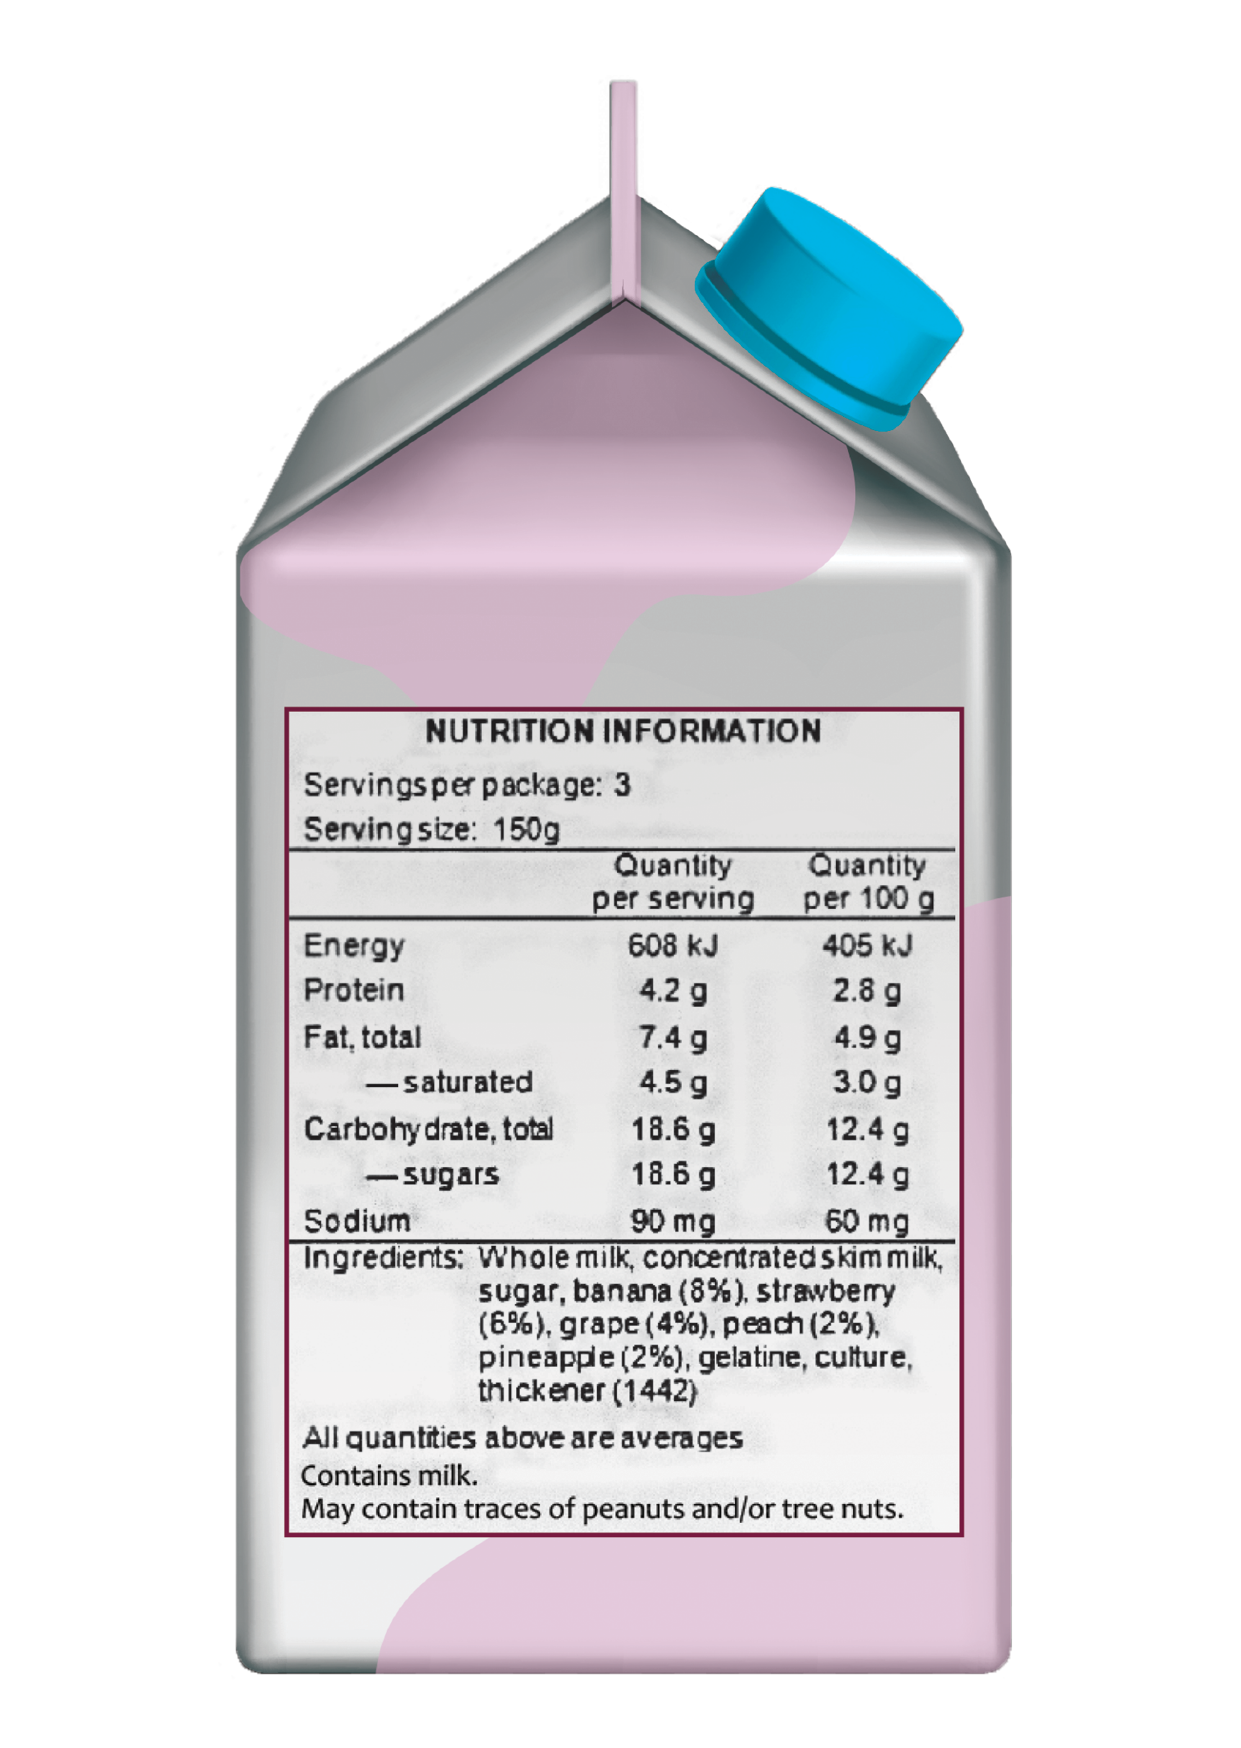 NUTRITION INFORMATION
Servings per package: 3
Serving size: 150g
Quantity per serving Quantity per 100 g
Energy 608 kJ 405 kJ
Protein 4.2 g 2.8 g
Fat, total 7.4 g 4.9 g
— saturated 4.5 g 3.0 g
Carbohydrate, total 18.6 g 12.4 g
— sugars 18.6 g 12.4 g
Sodium 90 mg 60 mg
Ingredients: Whole milk, concentrated skim milk,
sugar, banana (8%), strawberry
(6%), grape (4%), peach (2%),
pineapple (2%), gelatine, culture,
thickener (1442)
All quantities above are averages
Contains milk.
May contain traces of peanuts and/or tree nuts.